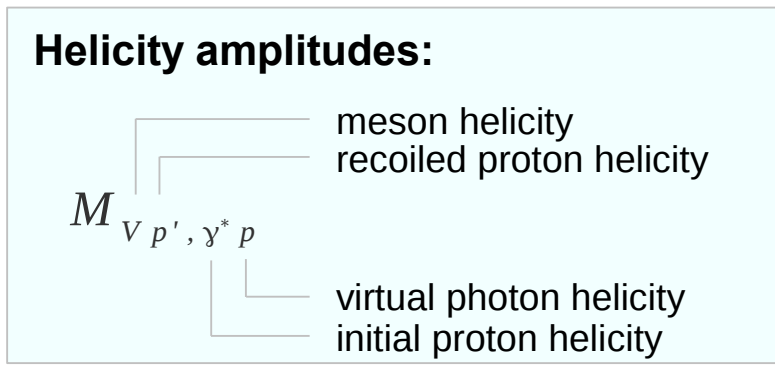 Helicity amplitudes:
meson helicity
recoiled proton helicity
M V p ' , γ* p
virtual photon helicity
initial proton helicity